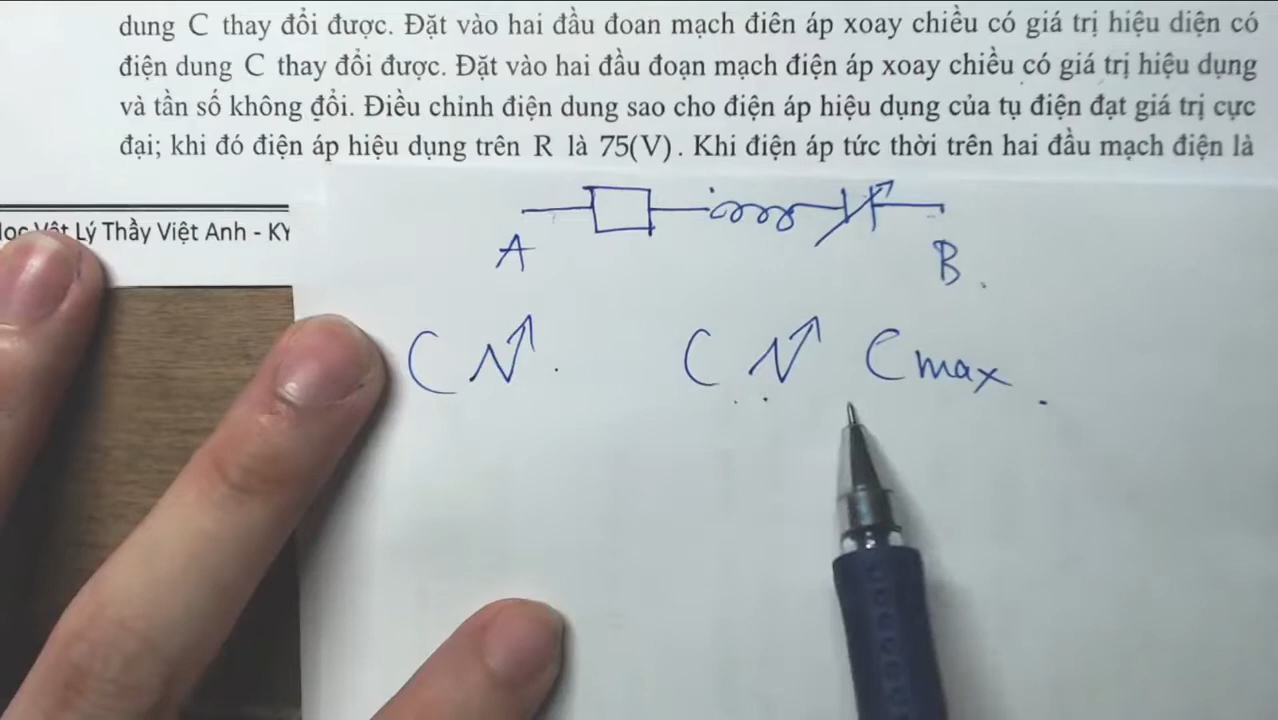 dung C thay đổi được. Đặt vào hai đầu đoan mạch điên áp xoay chiều có giá trị hiệu diện có
điện dung C thay đổi được. Đặt vào hai đầu đoạn mạch điện áp xoay chiều có giá trị hiệu dụng
và tần số không đổi. Điều chỉnh điện dung sao cho điện áp hiệu dụng của tụ điện đạt giá trị cực
đại; khi đó điện áp hiệu dụng trên R là 75(V). Khi điện áp tức thời trên hai đầu mạch điện là
Vật Lý Thầy Việt Anh - KY
A B
C C Cmax